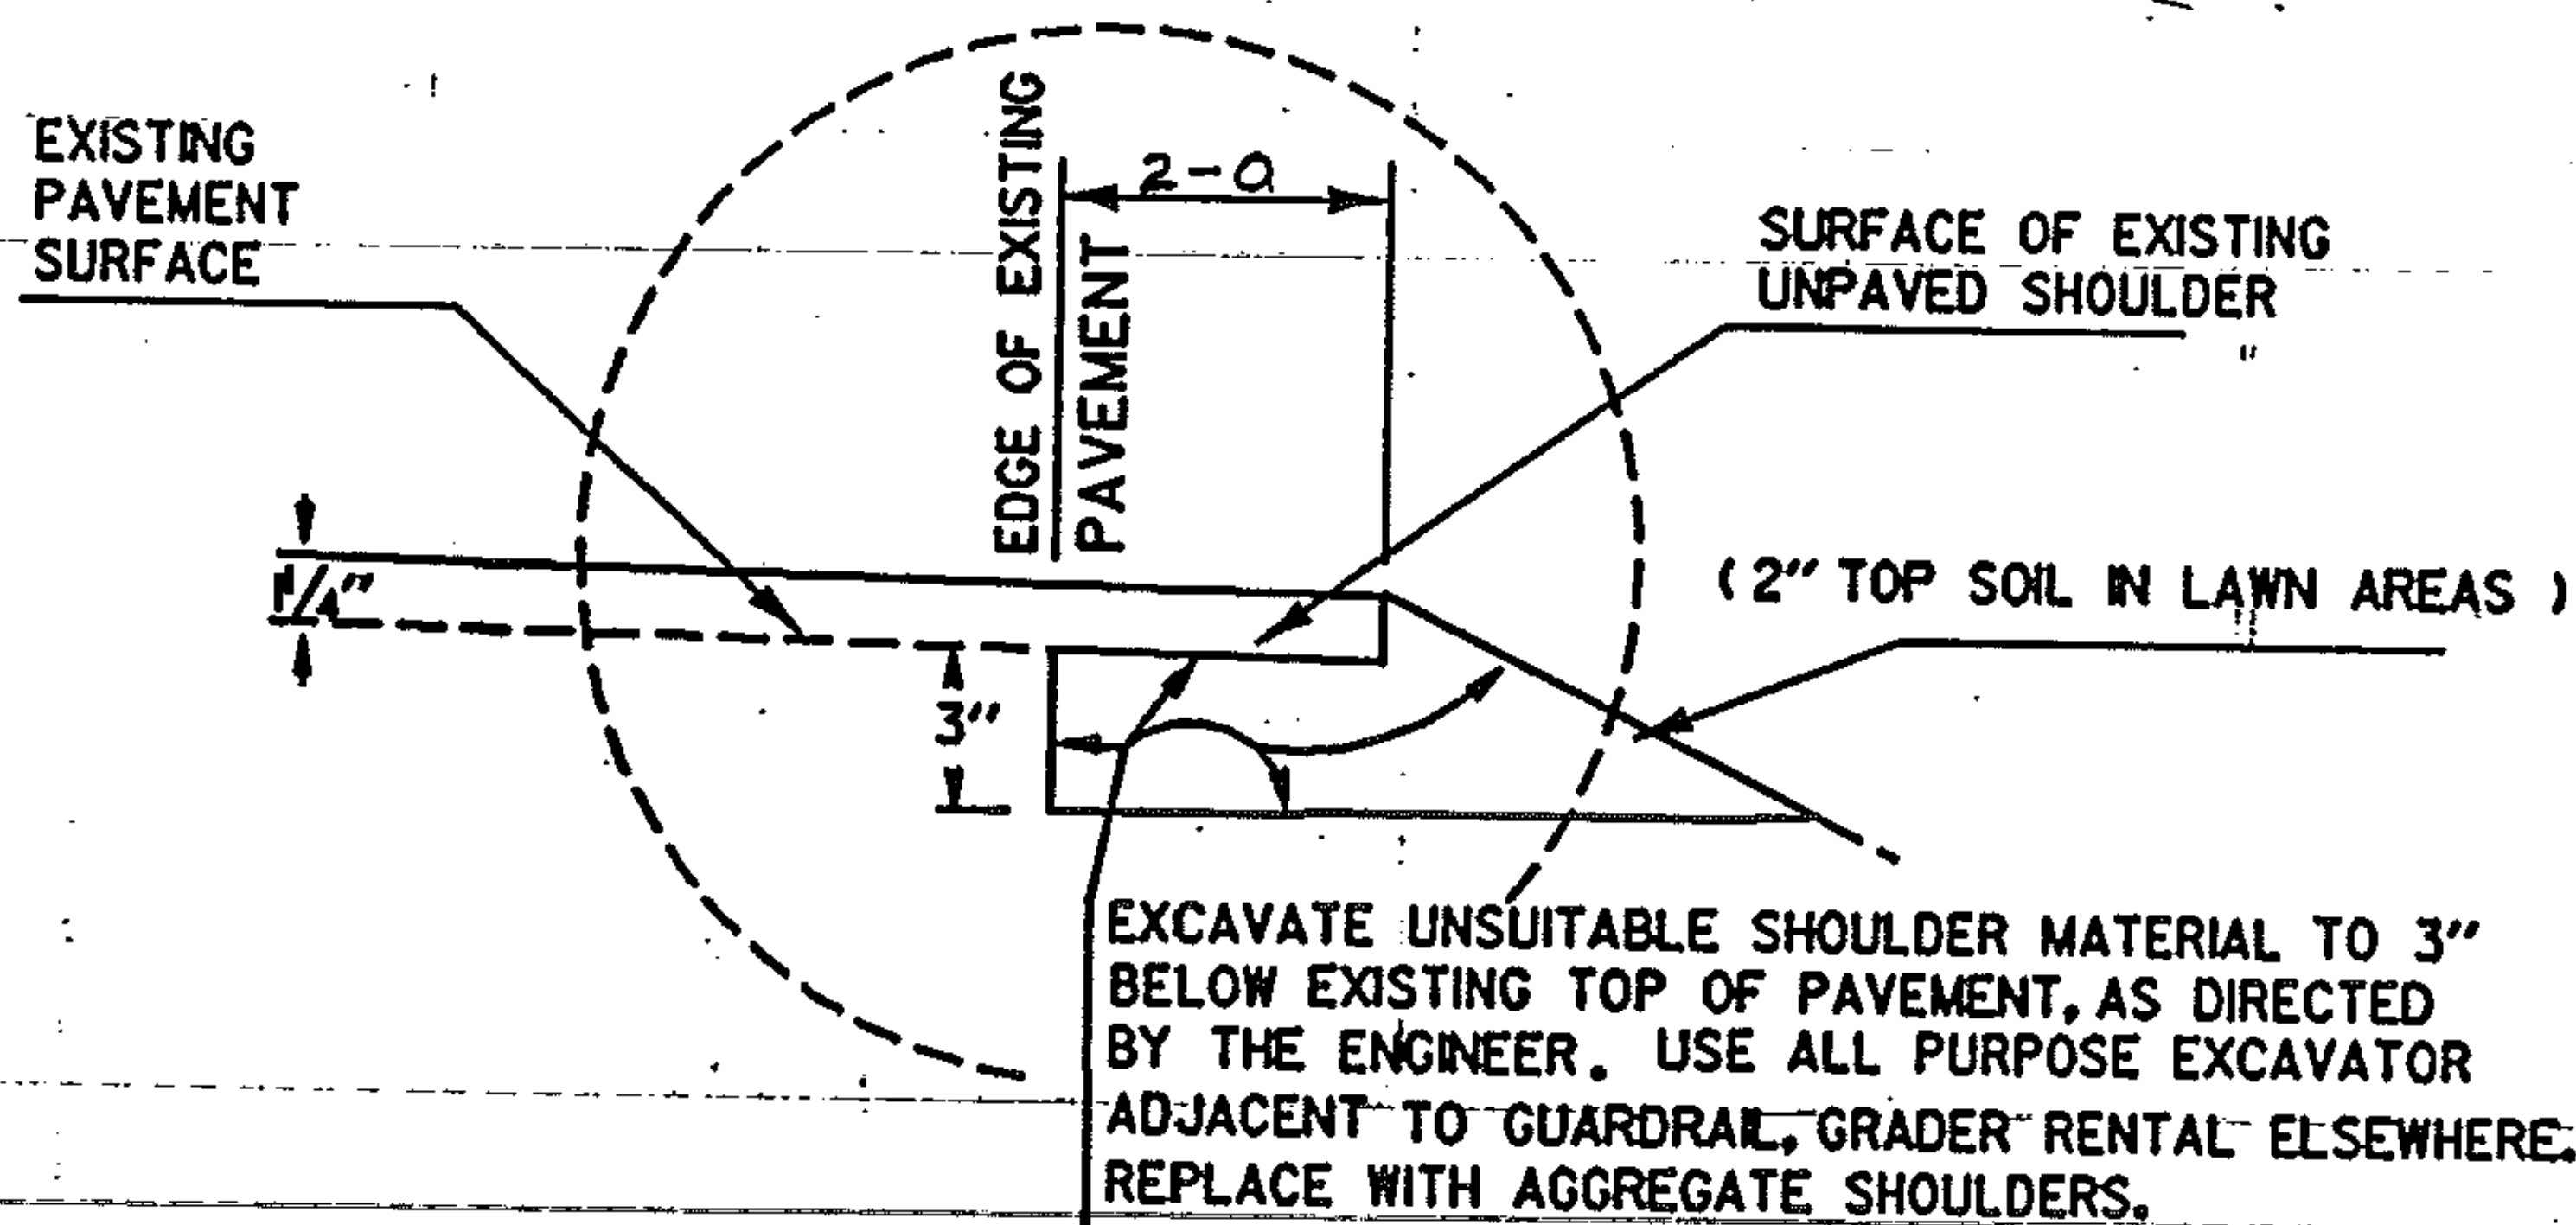 EXISTING
PAVEMENT
SURFACE
EDGE OF EXISTING
PAVEMENT
2-0
SURFACE OF EXISTING
UNPAVED SHOULDER
1 1/4"
3"
(2" TOP SOIL IN LAWN AREAS)
EXCAVATE UNSUITABLE SHOULDER MATERIAL TO 3"
BELOW EXISTING TOP OF PAVEMENT, AS DIRECTED
BY THE ENGINEER. USE ALL PURPOSE EXCAVATOR
ADJACENT TO GUARDRAIL, GRADER RENTAL ELSEWHERE.
REPLACE WITH AGGREGATE SHOULDERS.